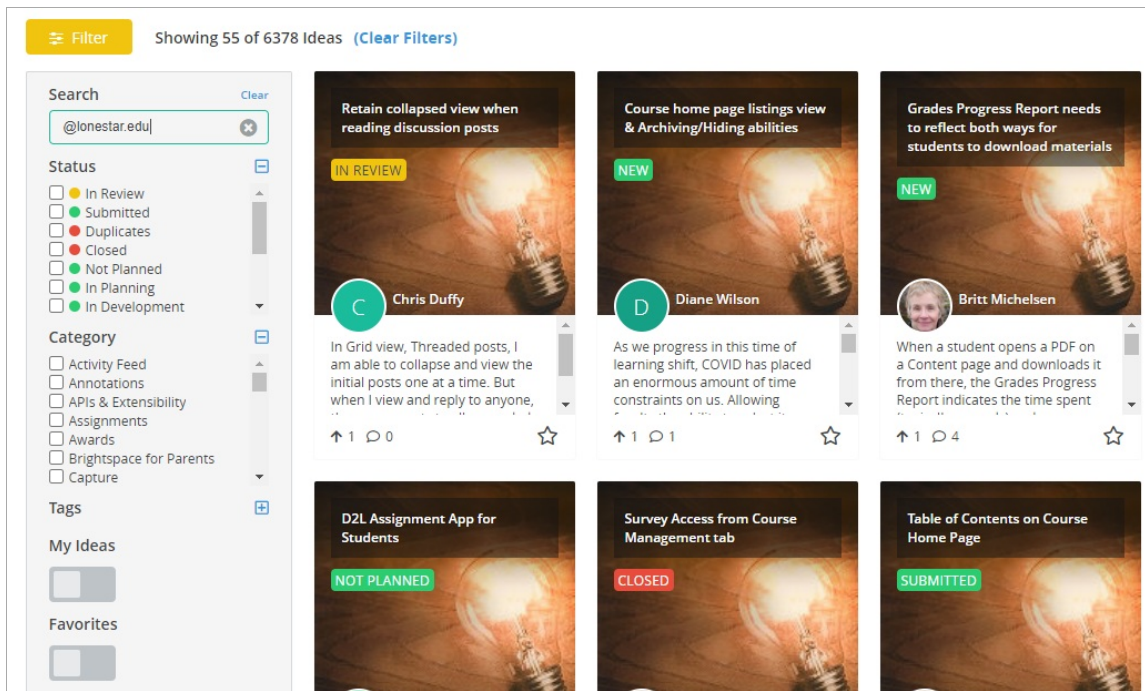 Filter
Showing 55 of 6378 Ideas (Clear Filters)
Search
Clear
@lonestar.edu
Status
In Review
Submitted
Duplicates
Closed
Not Planned
In Planning
In Development
Category
Activity Feed
Annotations
APIs & Extensibility
Assignments
Awards
Brightspace for Parents
Capture
Tags
My Ideas
Favorites
Retain collapsed view when
reading discussion posts
IN REVIEW
C
Chris Duffy
In Grid view, Threaded posts, I
am able to collapse and view the
initial posts one at a time. But
when I view and reply to anyone,
1
0
Course home page listings view
& Archiving/Hiding abilities
NEW
D
Diane Wilson
As we progress in this time of
learning shift, COVID has placed
an enormous amount of time
constraints on us. Allowing
1
1
Grades Progress Report needs
to reflect both ways for
students to download materials
NEW
Britt Michelsen
When a student opens a PDF on
a Content page and downloads it
from there, the Grades Progress
Report indicates the time spent
1
4
D2L Assignment App for
Students
NOT PLANNED
Survey Access from Course
Management tab
CLOSED
Table of Contents on Course
Home Page
SUBMITTED